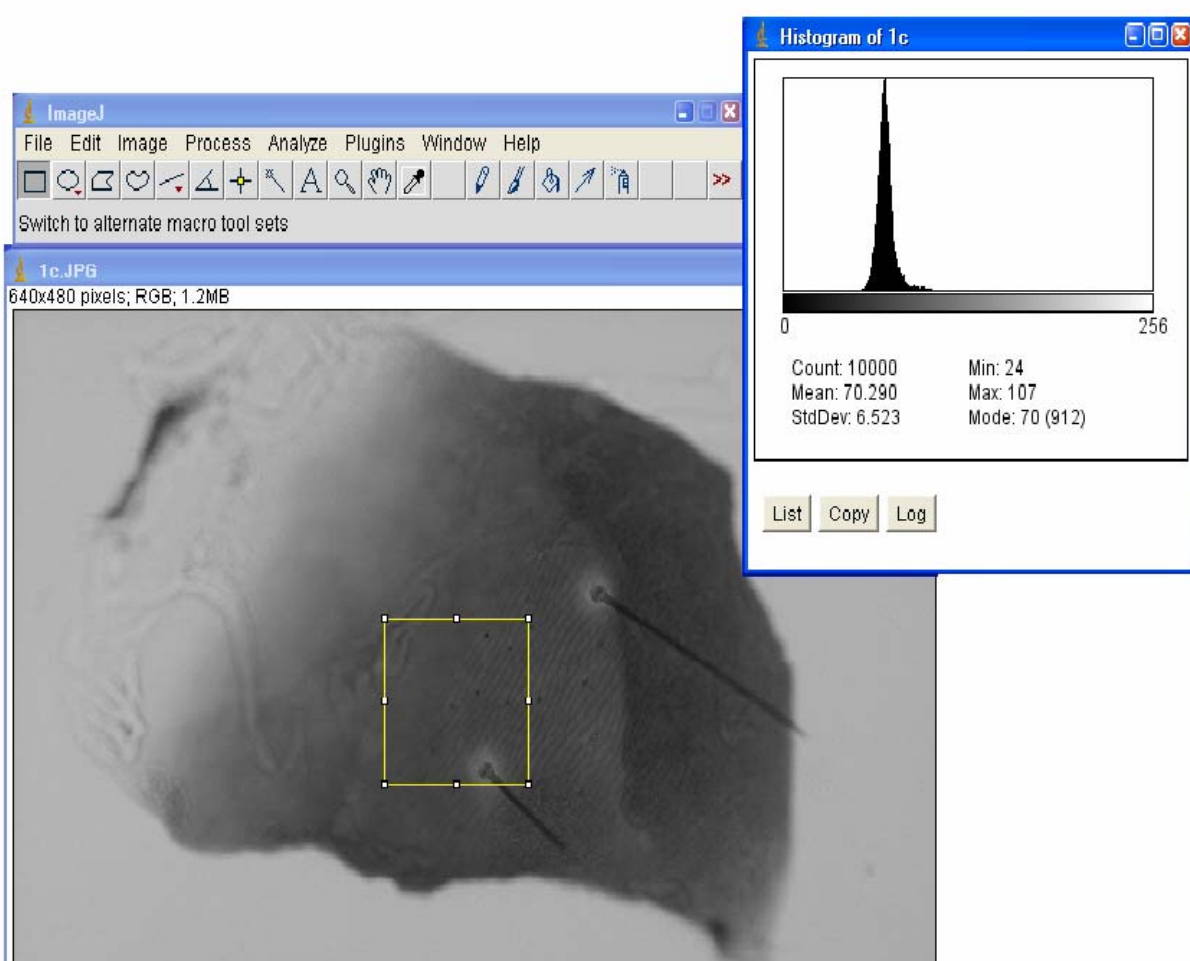 Histogram of 1c
ImageJ
File Edit Image Process Analyze Plugins Window Help
A >>
Switch to alternate macro tool sets
1c.JPG
640x480 pixels; RGB; 1.2MB
0 256
Count: 10000 Min: 24
Mean: 70.290 Max: 107
StdDev: 6.523 Mode: 70 (912)
List Copy Log